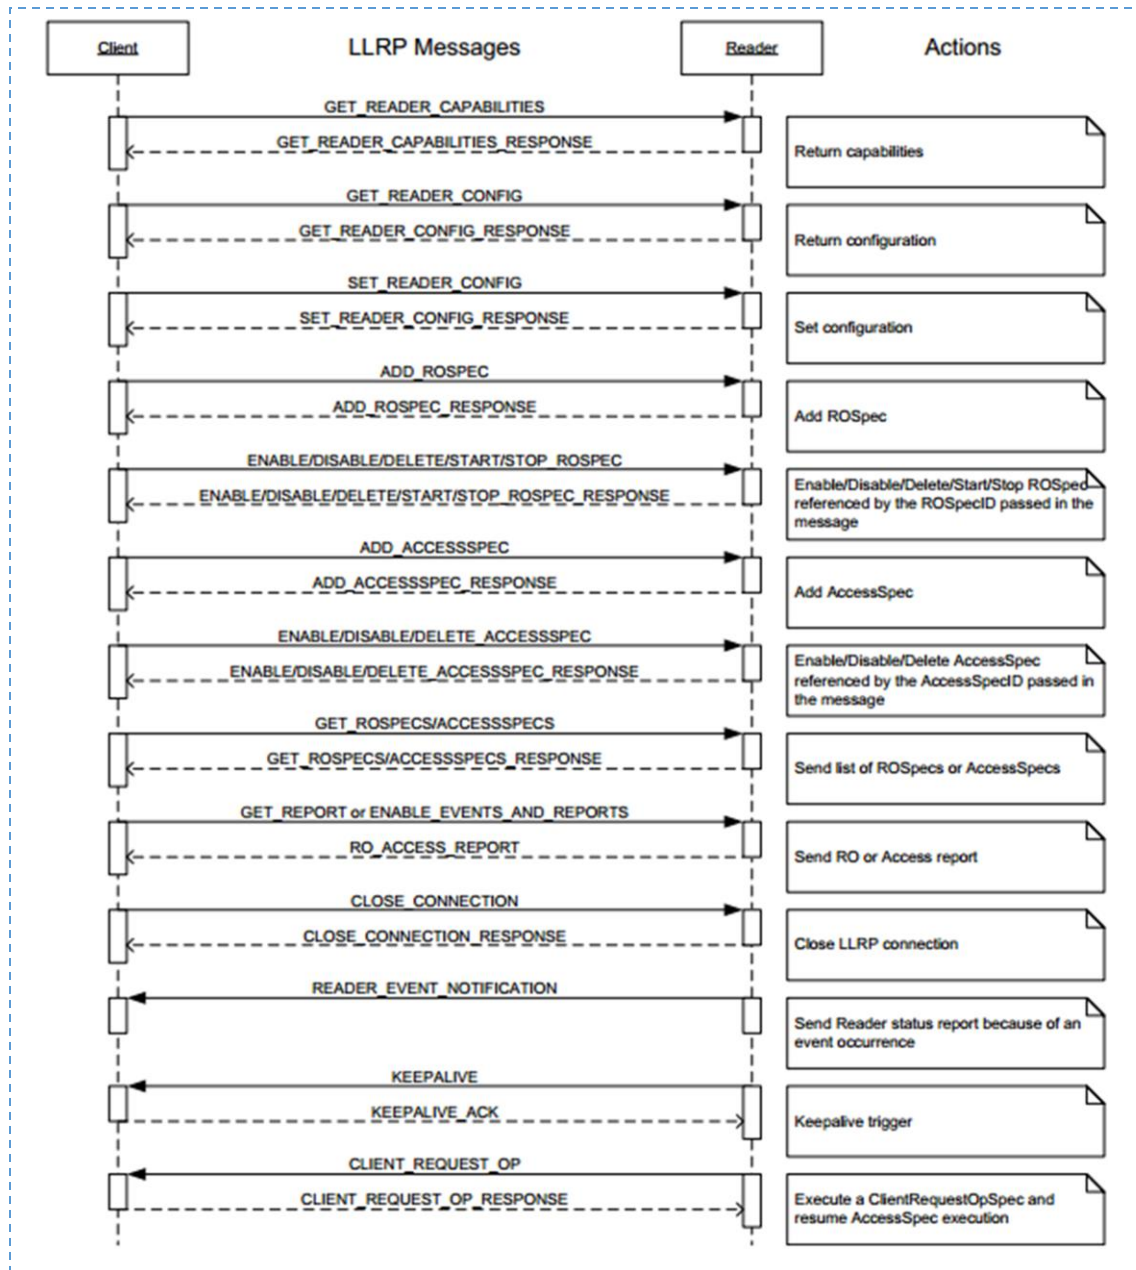 Client
LLRP Messages
Reader
Actions
GET_READER_CAPABILITIES
GET_READER_CAPABILITIES_RESPONSE
Return capabilities
GET_READER_CONFIG
GET_READER_CONFIG_RESPONSE
Return configuration
SET_READER_CONFIG
SET_READER_CONFIG_RESPONSE
Set configuration
ADD_ROSPEC
ADD_ROSPEC_RESPONSE
Add ROSpec
ENABLE/DISABLE/DELETE/START/STOP_ROSPEC
ENABLE/DISABLE/DELETE/START/STOP_ROSPEC_RESPONSE
Enable/Disable/Delete/Start/Stop ROSpec
referenced by the ROSpecID passed in the
message
ADD_ACCESSSPEC
ADD_ACCESSSPEC_RESPONSE
Add AccessSpec
ENABLE/DISABLE/DELETE_ACCESSSPEC
ENABLE/DISABLE/DELETE_ACCESSSPEC_RESPONSE
Enable/Disable/Delete AccessSpec
referenced by the AccessSpecID passed in
the message
GET_ROSPECS/ACCESSSPECS
GET_ROSPECS/ACCESSSPECS_RESPONSE
Send list of ROSpecs or AccessSpecs
GET_REPORT or ENABLE_EVENTS_AND_REPORTS
RO_ACCESS_REPORT
Send RO or Access report
CLOSE_CONNECTION
CLOSE_CONNECTION_RESPONSE
Close LLRP connection
READER_EVENT_NOTIFICATION
Send Reader status report because of an
event occurrence
KEEPALIVE
KEEPALIVE_ACK
Keepalive trigger
CLIENT_REQUEST_OP
CLIENT_REQUEST_OP_RESPONSE
Execute a ClientRequestOpSpec and
resume AccessSpec execution